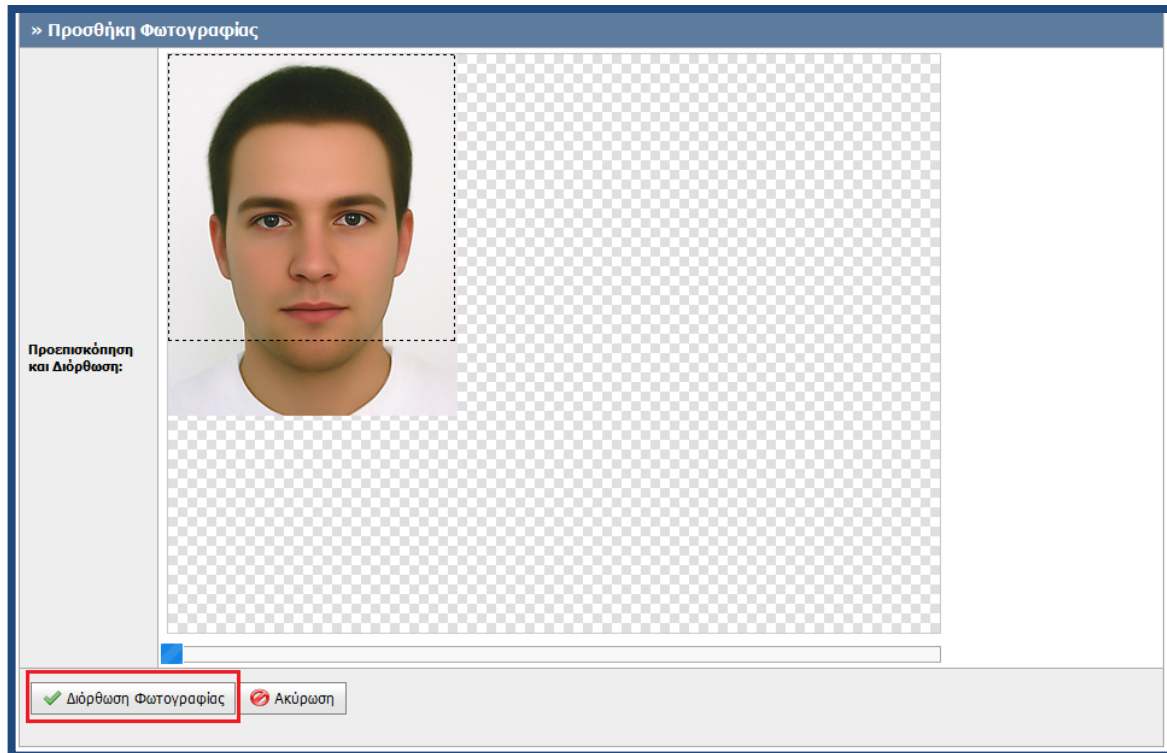 » Προσθήκη Φωτογραφίας
Προεπισκόπηση
και Διόρθωση:
Διόρθωση Φωτογραφίας Ακύρωση